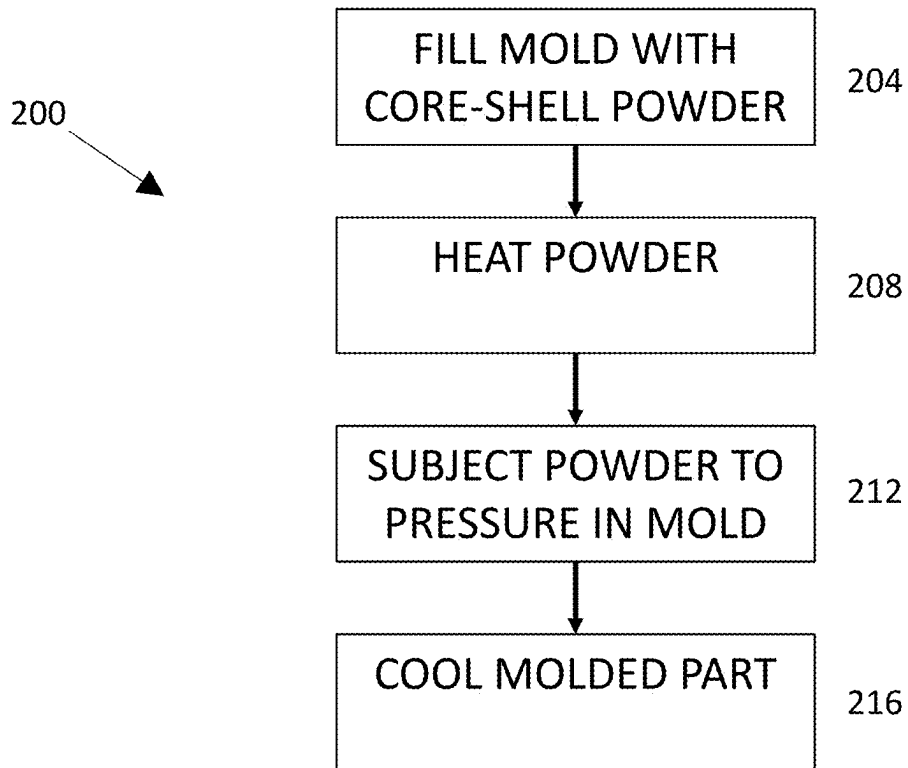 FILL MOLD WITH
CORE-SHELL POWDER
204
200
HEAT POWDER
208
SUBJECT POWDER TO
PRESSURE IN MOLD
212
COOL MOLDED PART
216